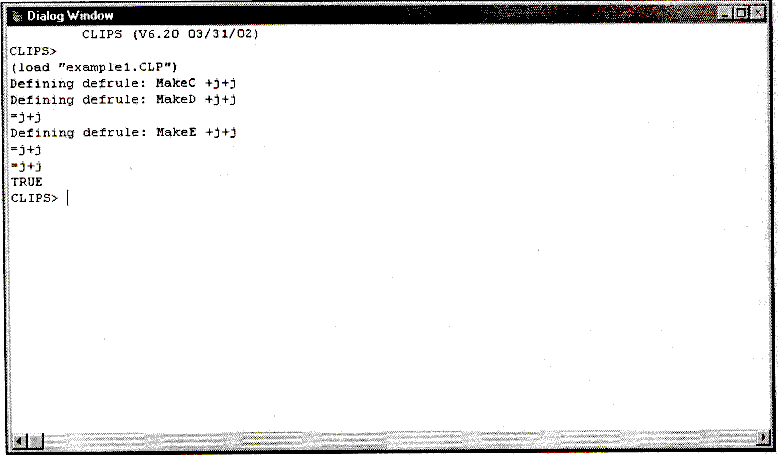 Dialog Window
CLIPS (V6.20 03/31/02)
CLIPS>
(load "example1.CLP")
Defining defrule: MakeC +j+j
Defining defrule: MakeD +j+j
=j+j
Defining defrule: MakeE +j+j
=j+j
=j+j
TRUE
CLIPS>